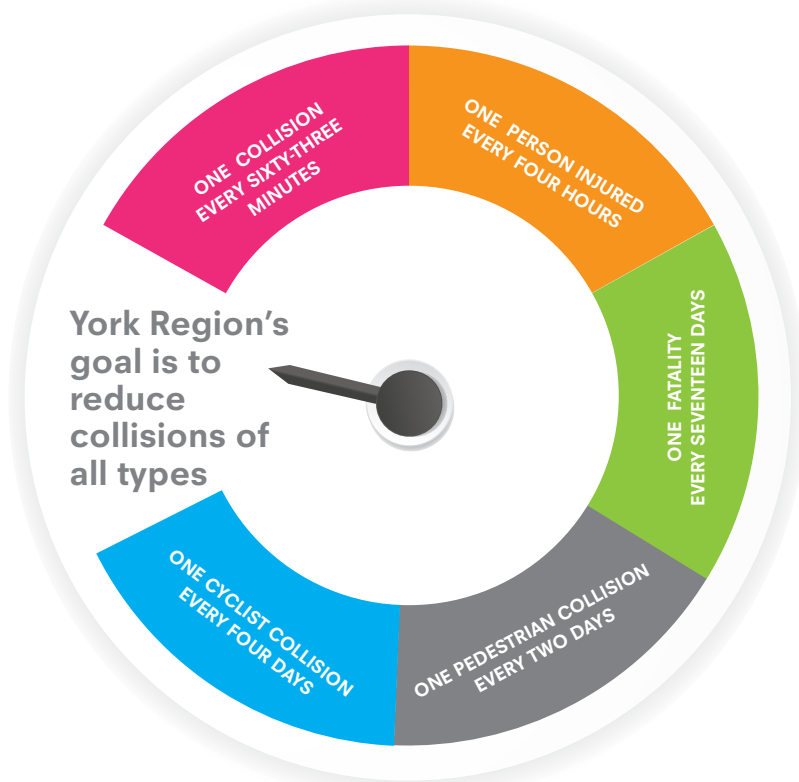 ONE COLLISION
EVERY SIXTY-THREE
MINUTES
ONE PERSON INJURED
EVERY FOUR HOURS
ONE FATALITY
EVERY SEVENTEEN DAYS
ONE PEDESTRIAN COLLISION
EVERY TWO DAYS
ONE CYCLIST COLLISION
EVERY FOUR DAYS
York Region's
goal is to
reduce
collisions of
all types